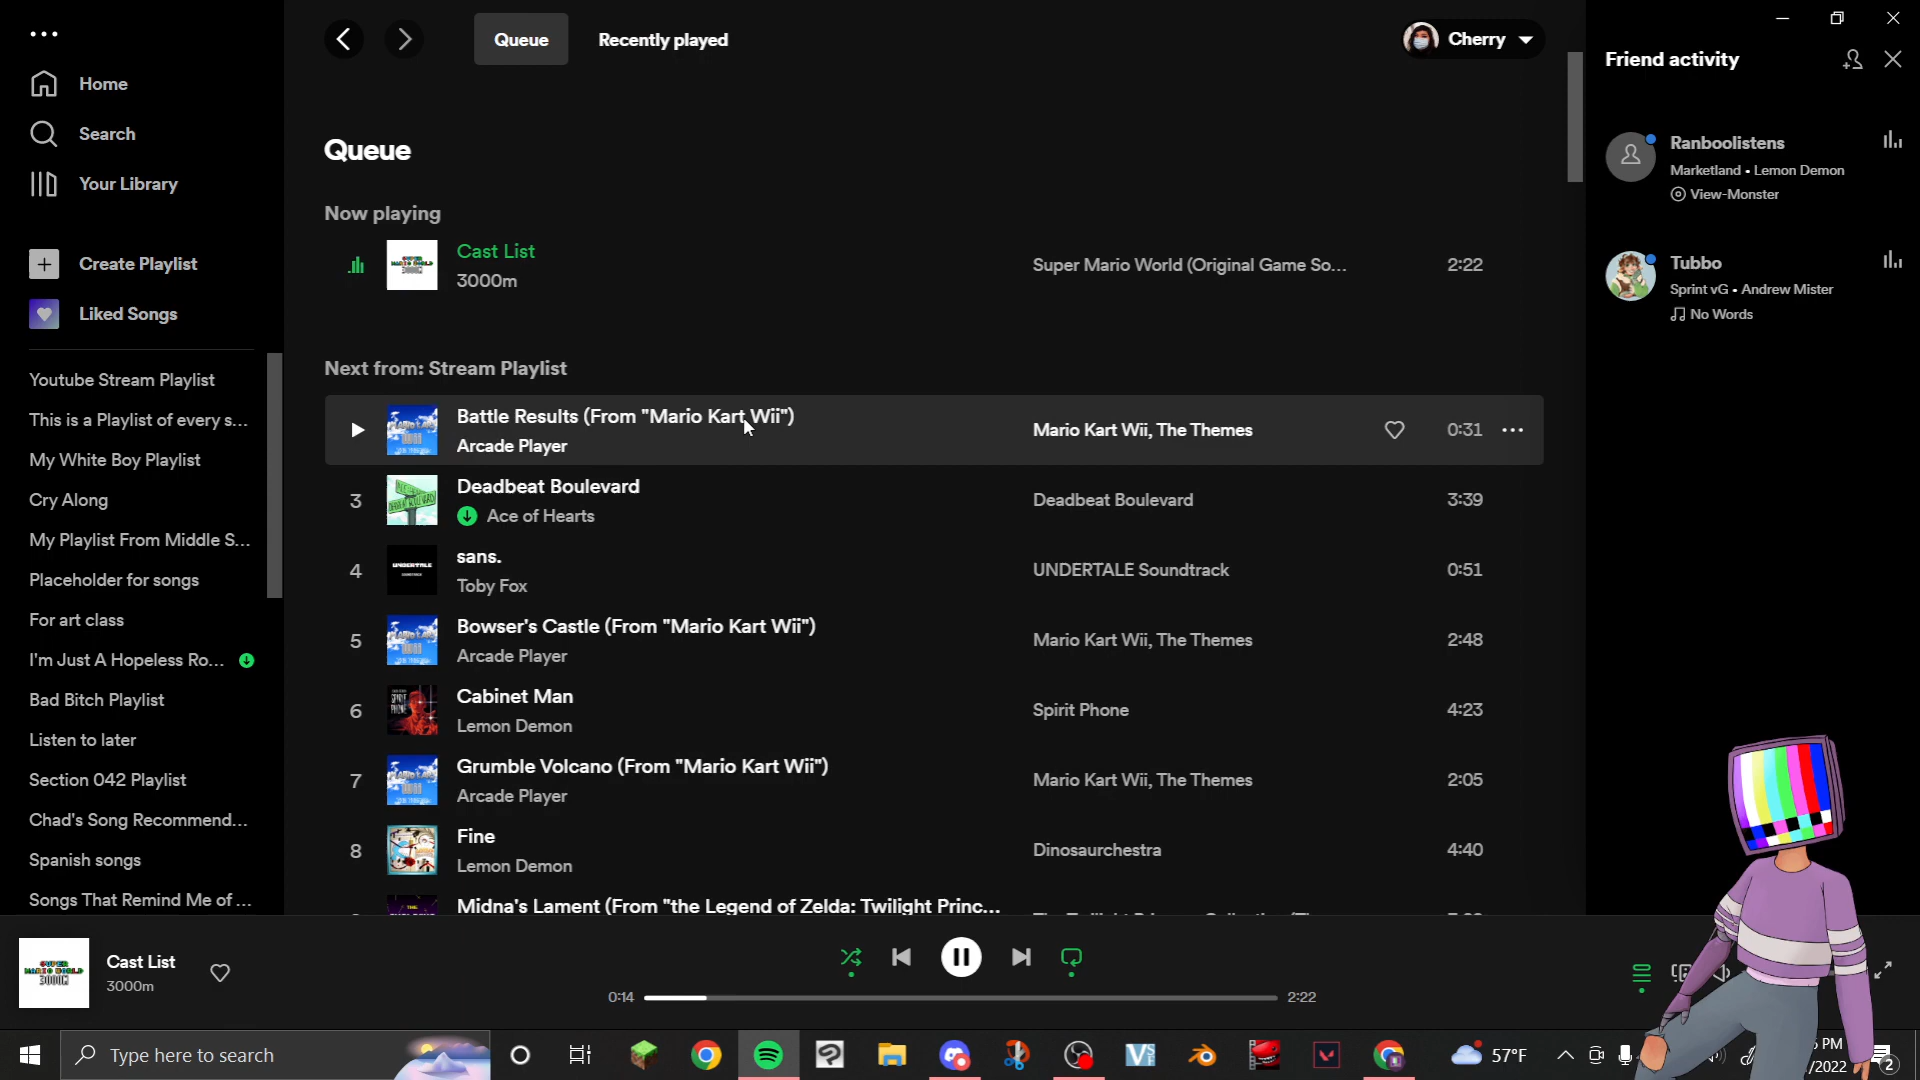 Home
Search
Your Library
Create Playlist
Liked Songs
Youtube Stream Playlist
This is a Playlist of every s...
My White Boy Playlist
Cry Along
My Playlist From Middle S...
Placeholder for songs
For art class
I'm Just A Hopeless Ro...
Bad Bitch Playlist
Listen to later
Section 042 Playlist
Chad's Song Recommend...
Spanish songs
Songs That Remind Me of ...
Queue Recently played
Cherry
Queue
Now playing
Cast List
3000m
Super Mario World (Original Game So...
2:22
Next from: Stream Playlist
Battle Results (From "Mario Kart Wii")
Arcade Player
Mario Kart Wii, The Themes
0:31
3
Deadbeat Boulevard
Ace of Hearts
Deadbeat Boulevard
3:39
4
sans.
Toby Fox
UNDERTALE Soundtrack
0:51
5
Bowser's Castle (From "Mario Kart Wii")
Arcade Player
Mario Kart Wii, The Themes
2:48
6
Cabinet Man
Lemon Demon
Spirit Phone
4:23
7
Grumble Volcano (From "Mario Kart Wii")
Arcade Player
Mario Kart Wii, The Themes
2:05
8
Fine
Lemon Demon
Dinosaurchestra
4:40
Midna's Lament (From "the Legend of Zelda: Twilight Princ...
Friend activity
Ranboolistens
Marketland • Lemon Demon
View-Monster
Tubbo
Sprint vG • Andrew Mister
No Words
SUPER
MARIO WORLD
3000M
Cast List
3000m
0:14
2:22
Type here to search
57°F
PM
/2022
2